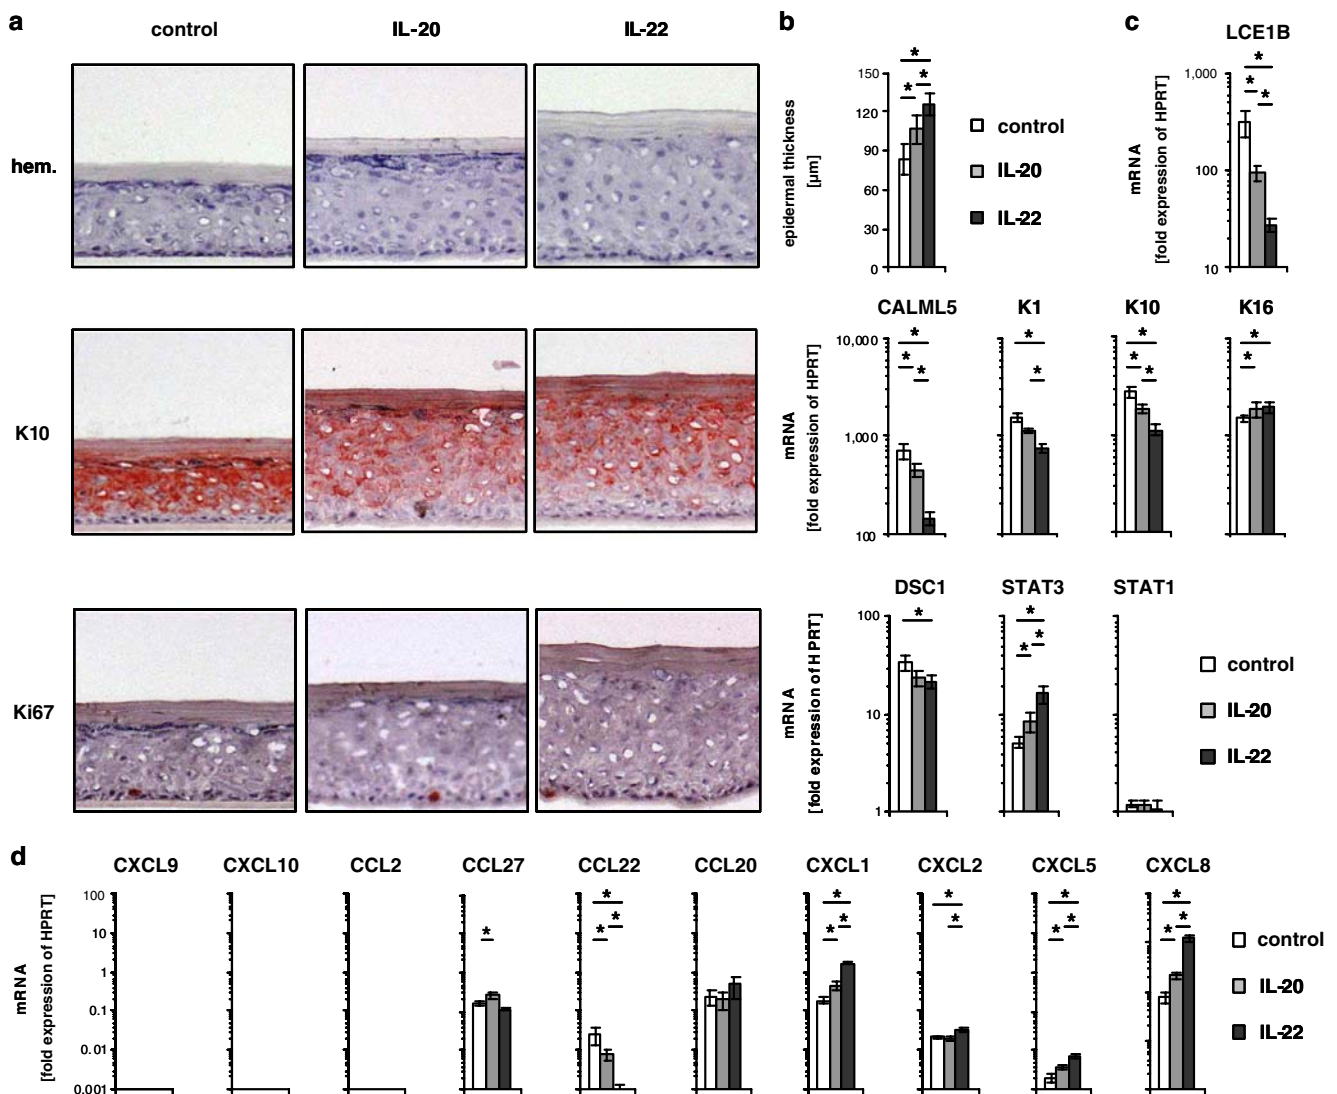 a
control
IL-20
IL-22
hem.
K10
Ki67
b
*
* *
150
120
90
60
30
0
epidermal thickness
[µm]
control
IL-20
IL-22
c
LCE1B
*
*
*
1,000
100
10
mRNA
[fold expression of HPRT]
CALML5
K1
K10
K16
* * * *
* * *
* * *
10,000
1,000
100
mRNA
[fold expression of HPRT]
DSC1
STAT3
STAT1
* *
* *
100
10
1
mRNA
[fold expression of HPRT]
control
IL-20
IL-22
d
CXCL9
CXCL10
CCL2
CCL27
CCL22
CCL20
CXCL1
CXCL2
CXCL5
CXCL8
* * * * *
* * * * * * * * * *
100
10
1
0.1
0.01
0.001
mRNA
[fold expression of HPRT]
control
IL-20
IL-22